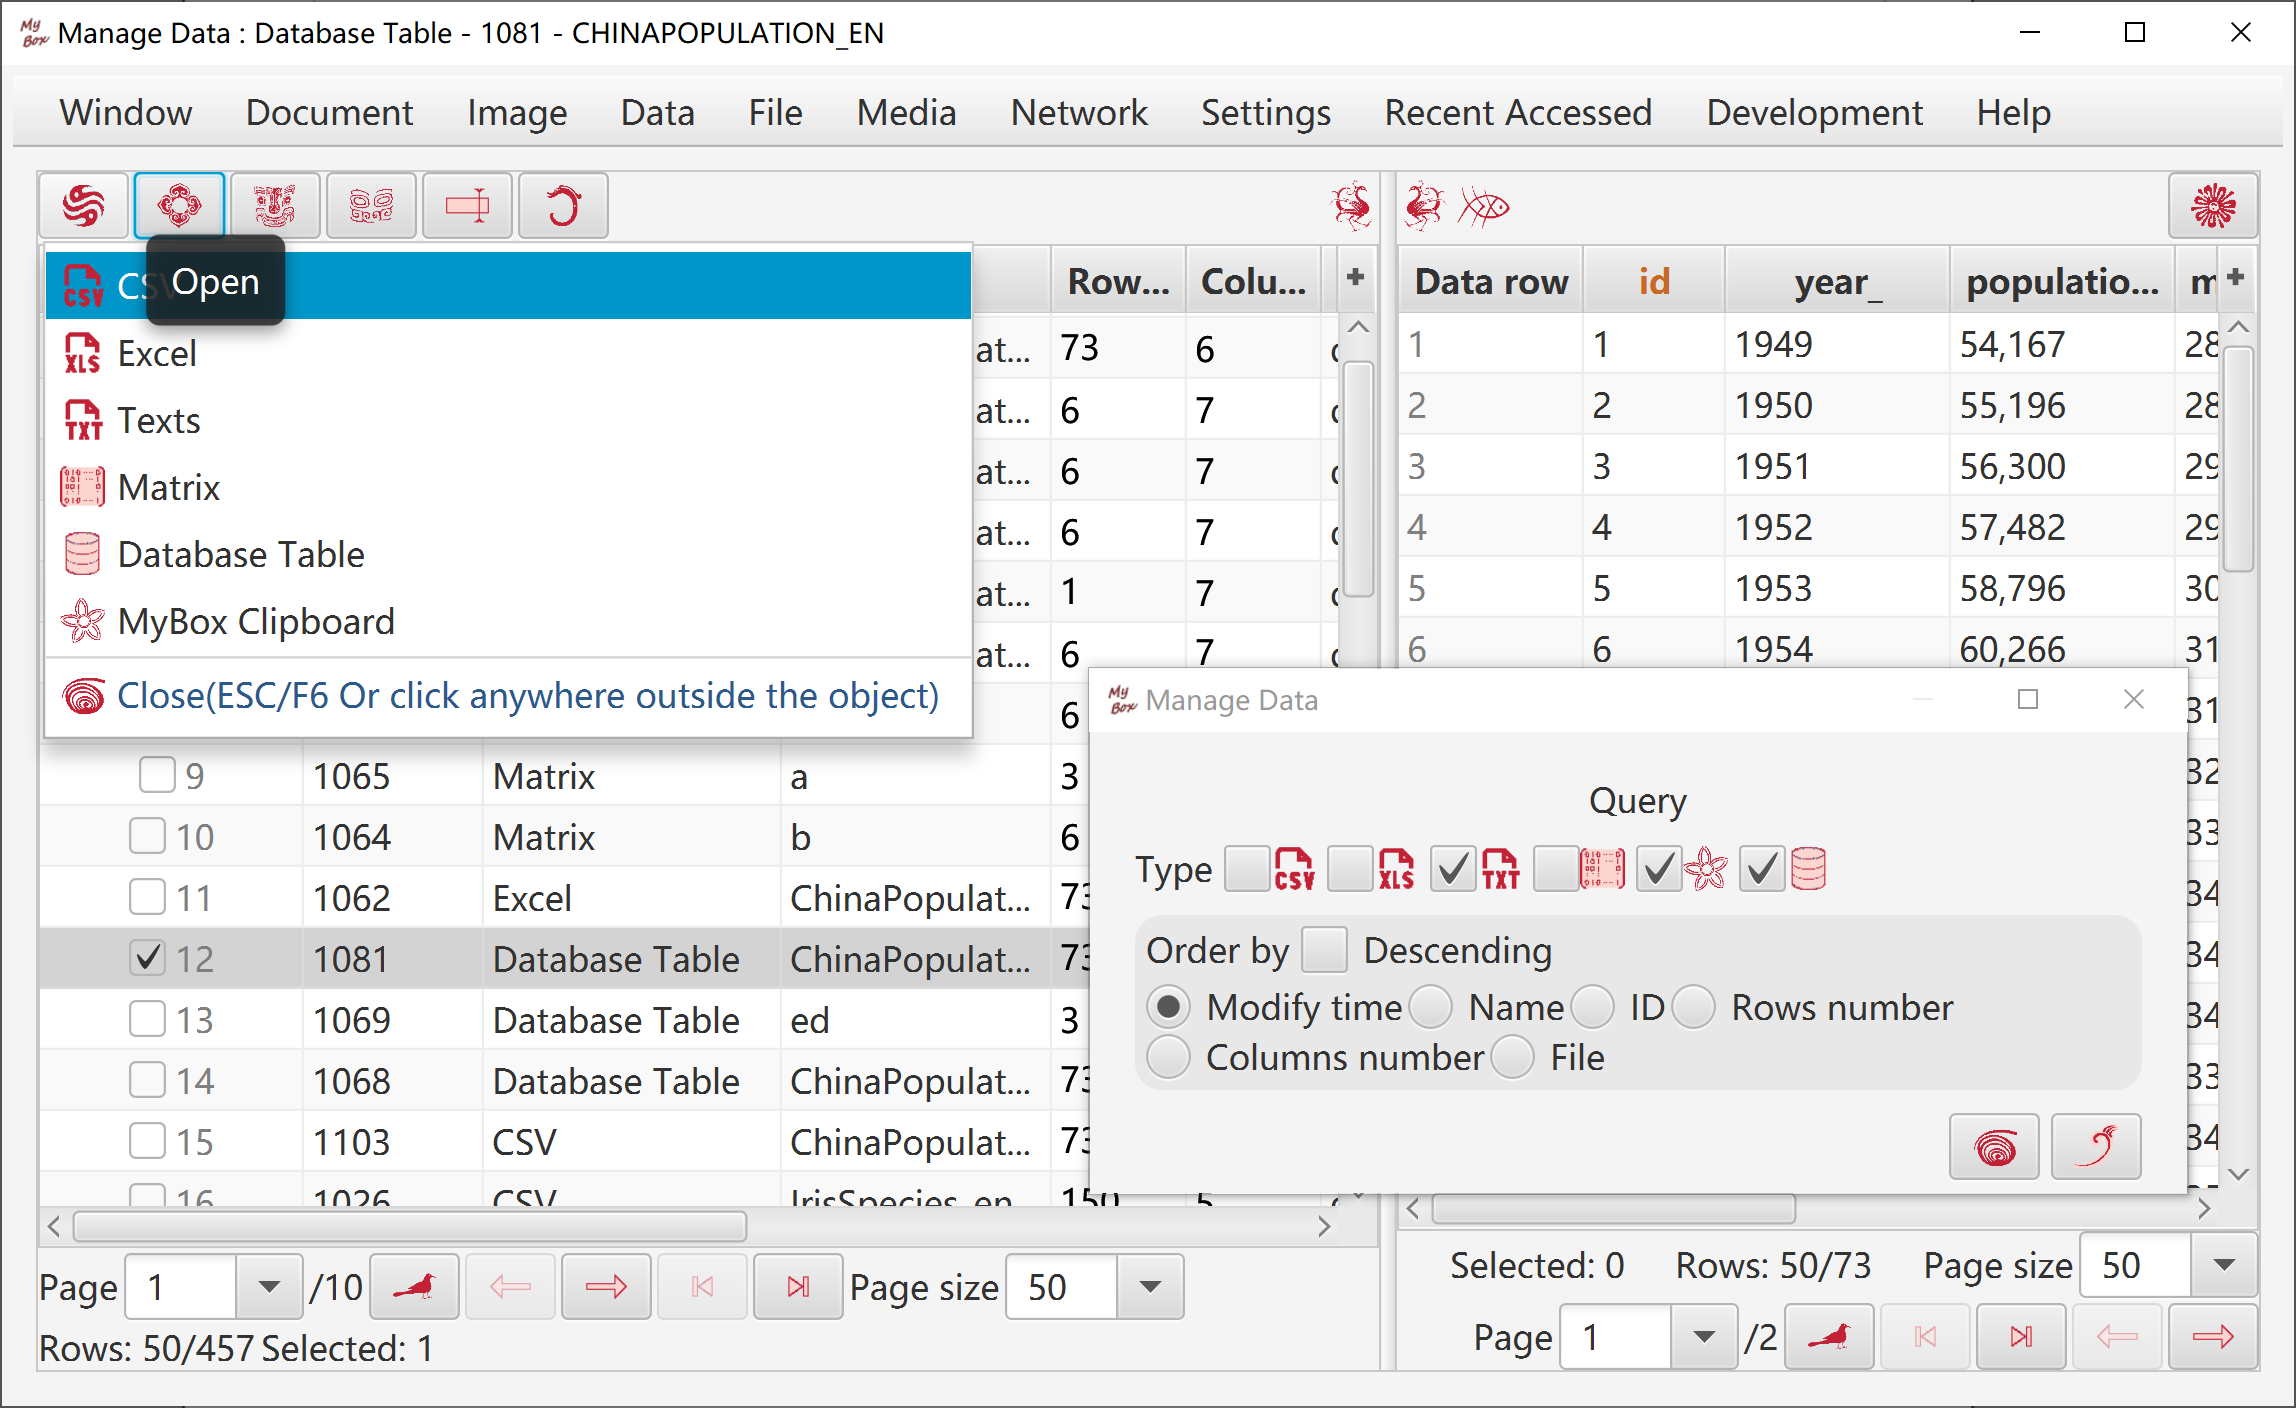 My Box Manage Data : Database Table - 1081 - CHINAPOPULATION_EN
Window Document Image Data File Media Network Settings Recent Accessed Development Help
Open
Row... Colu... +
Data row id year_ populatio... m +
CSV
Excel
Texts
Matrix
Database Table
MyBox Clipboard
Close(ESC/F6 Or click anywhere outside the object)
at... 73 6
at... 6 7
at... 6 7
at... 6 7
at... 1 7
at... 6 7
6
9 1065 Matrix a 3
10 1064 Matrix b 6
11 1062 Excel ChinaPopulat... 73
12 1081 Database Table ChinaPopulat... 73
13 1069 Database Table ed 3
14 1068 Database Table ChinaPopulat... 73
15 1103 CSV ChinaPopulat... 73
16 1026 CSV IrisSpecies_en 150 5
Page 1 /10 Page size 50
Rows: 50/457 Selected: 1
1 1 1949 54,167 28
2 2 1950 55,196 28
3 3 1951 56,300 29
4 4 1952 57,482 29
5 5 1953 58,796 30
6 6 1954 60,266 31
31
32
33
34
34
34
33
34
My Box Manage Data
Query
Type CSV XLS TXT
Order by Descending
Modify time Name ID Rows number
Columns number File
Selected: 0 Rows: 50/73 Page size 50
Page 1 /2